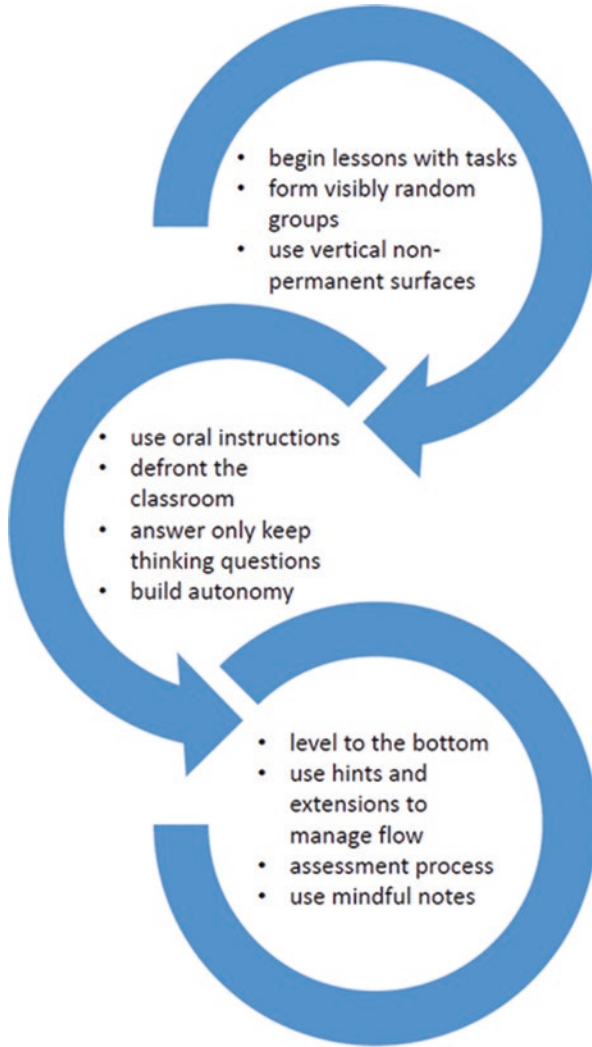 • begin lessons with tasks
• form visibly random
groups
• use vertical non-
permanent surfaces
• use oral instructions
• defront the
classroom
• answer only keep
thinking questions
• build autonomy
• level to the bottom
• use hints and
extensions to
manage flow
• assessment process
• use mindful notes